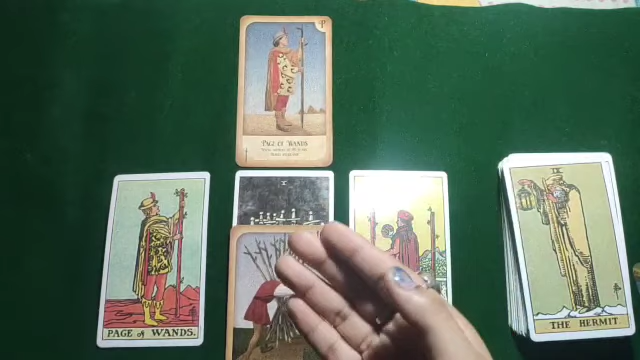 PAGE OF WANDS
PAGE of WANDS.
THE HERMIT.